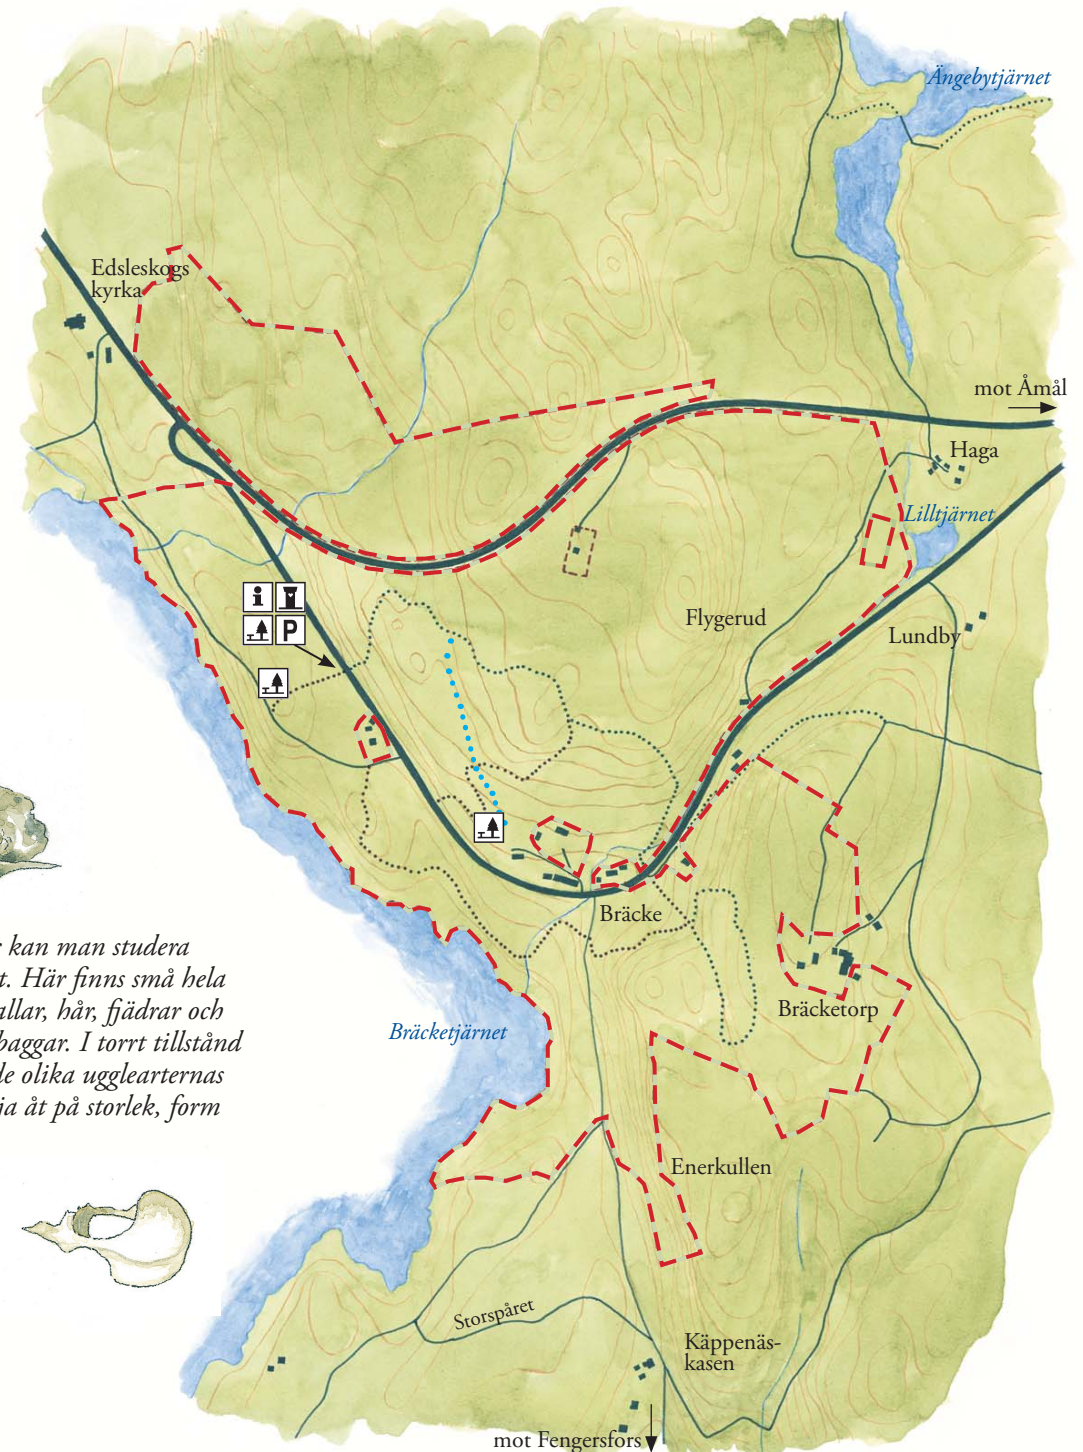 Ängebytjärnet
Edsleskogs
kyrka
mot Åmål
Haga
Lilltjärnet
i
P
Flygerud
Lundby
Bräcke
kan man studera
t. Här finns små hela
allar, hår, fjädrar och
baggar. I torrt tillstånd
de olika ugglearternas
ja åt på storlek, form
Bräcketorp
Bräcketjärnet
Enerkullen
Storspåret
Käppenäs-
kasen
mot Fengersfors